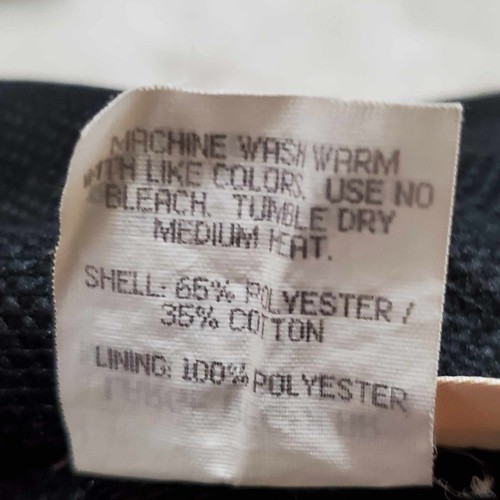 MACHINE WASH WARM
WITH LIKE COLORS. USE NO
BLEACH. TUMBLE DRY
MEDIUM HEAT.
SHELL: 65% POLYESTER /
35% COTTON
LINING: 100% POLYESTER